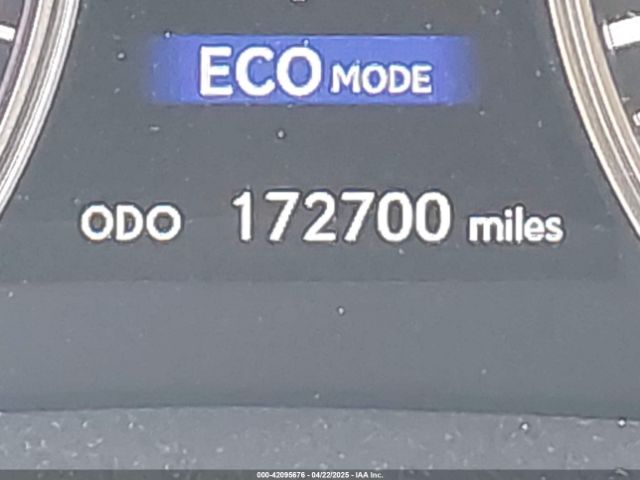 ECO MODE
ODO 172700 miles
000-42095676 - 04/22/2025 - IAA Inc.